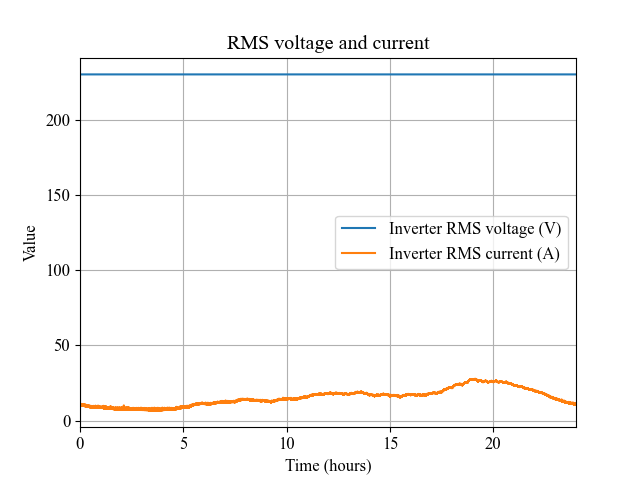 RMS voltage and current
Value
200
150
100
50
0
Inverter RMS voltage (V)
Inverter RMS current (A)
0 5 10 15 20
Time (hours)